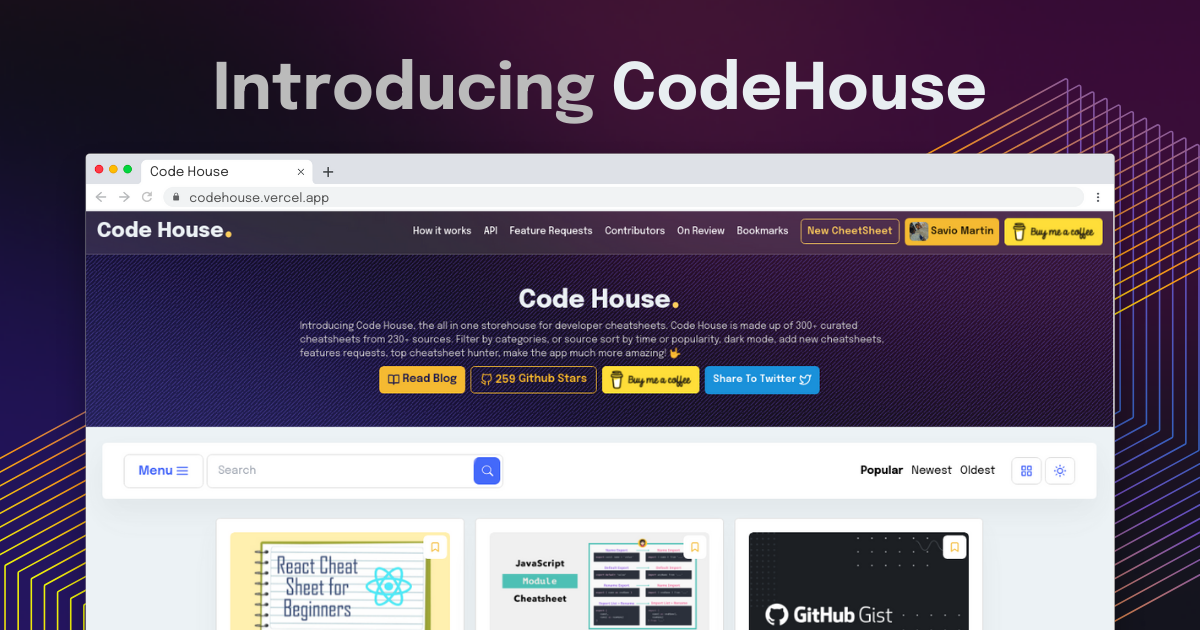 Introducing CodeHouse
Code House
codehouse.vercel.app
Code House.
How it works API Feature Requests Contributors On Review Bookmarks New CheetSheet Savio Martin Buy me a coffee
Code House.
Introducing Code House, the all in one storehouse for developer cheatsheets. Code House is made up of 300+ curated
cheatsheets from 230+ sources. Filter by categories, or source sort by time or popularity, dark mode, add new cheatsheets,
features requests, top cheatsheet hunter, make the app much more amazing! 🤟
Read Blog 259 Github Stars Buy me a coffee Share To Twitter
Menu Search Popular Newest Oldest
React Cheat
Sheet for
Beginners
JavaScript
Module
Cheatsheet
GitHub Gist